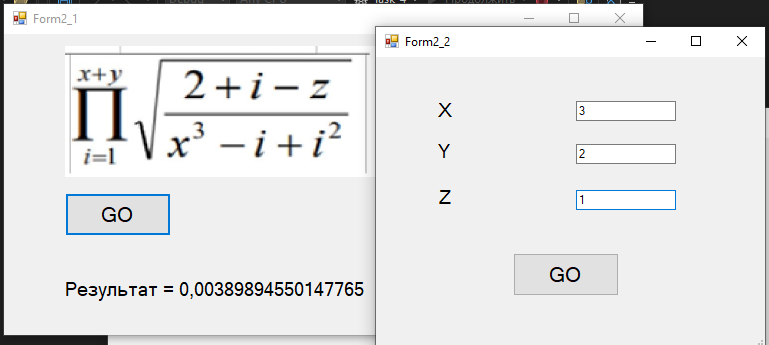 Form2_1
x+y
∏
i=1
√
2 + i − z
x³ − i + i²
GO
Результат = 0,00389894550147765
Form2_2
X 3
Y 2
Z 1
GO